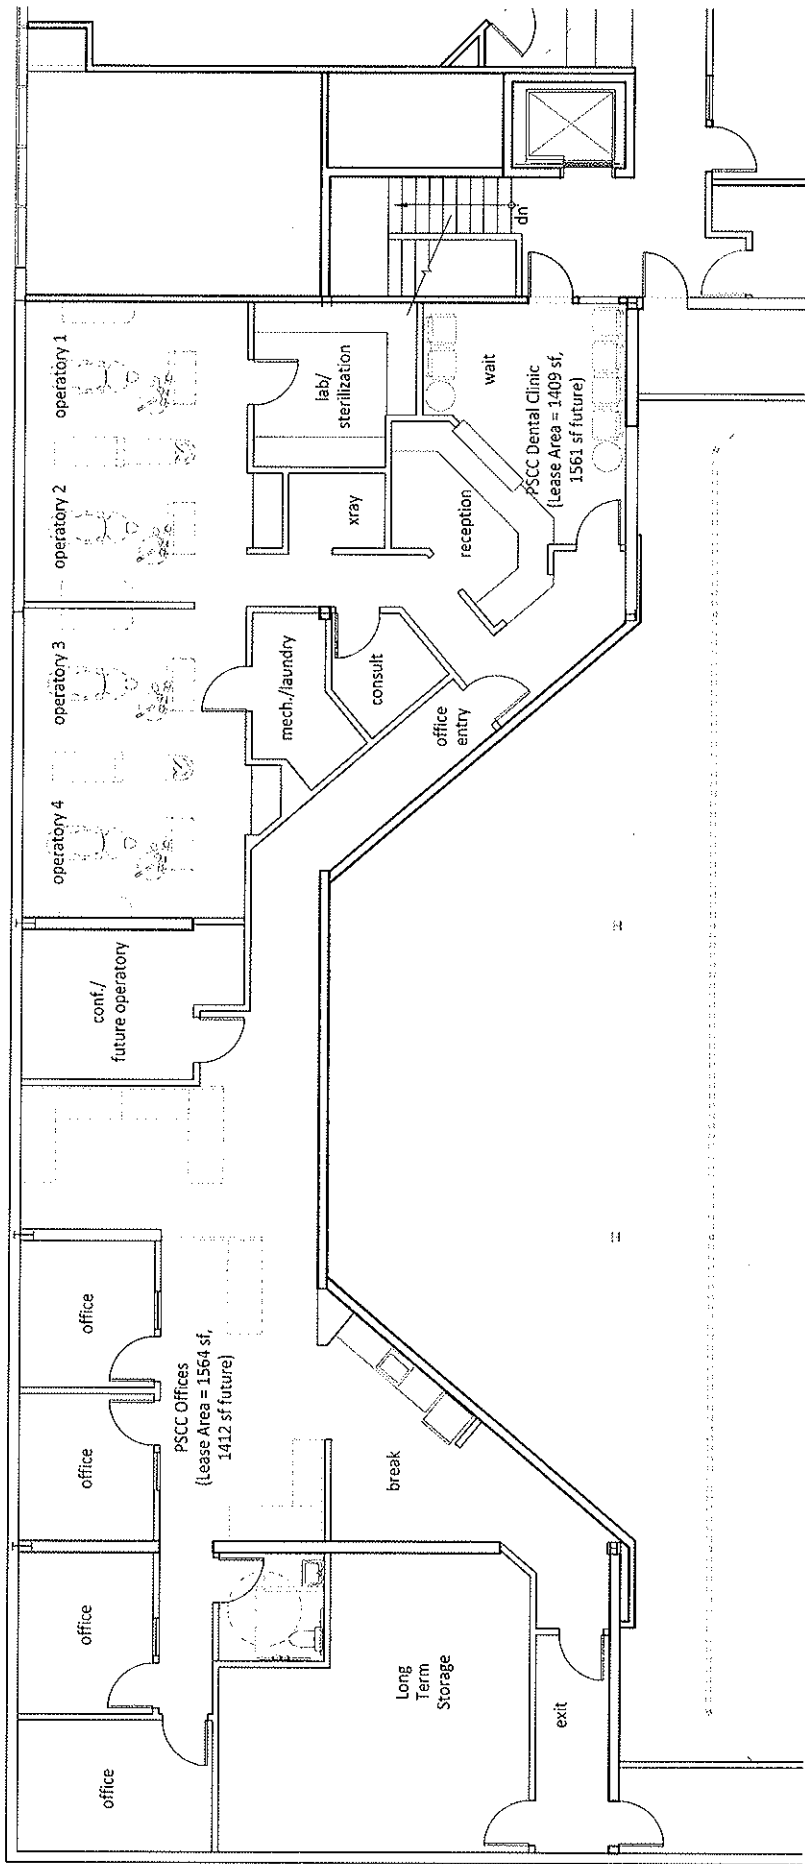 operatory 1
operatory 2
operatory 3
operatory 4
conf./
future operatory
office
office
office
office
lab/
sterilization
xray
mech./laundry
consult
reception
wait
PSCC Dental Clinic
(Lease Area = 1409 sf,
1561 sf future)
office
entry
dn
PSCC Offices
(Lease Area = 1564 sf,
1412 sf future)
break
Long
Term
Storage
exit